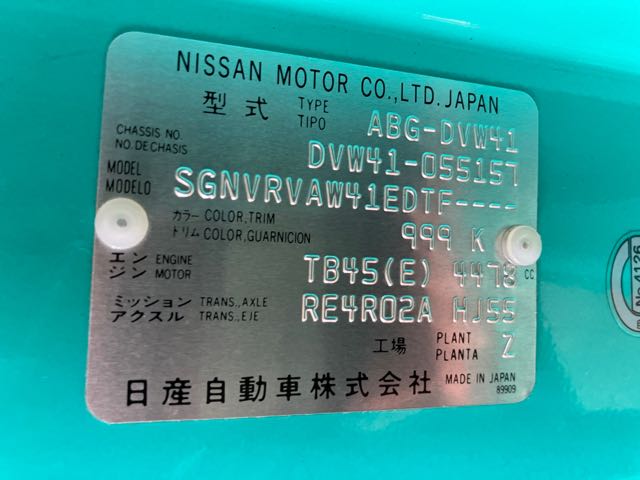 NISSAN MOTOR CO.,LTD. JAPAN
型式 TYPE TIPO ABG-DVW41
CHASSIS NO. NO. DE CHASIS DVW41-055157
MODEL MODELO SGNVRVAW41EDTF----
カラー COLOR,TRIM トリム COLOR,GUARNICION 999 K
エンジン ENGINE MOTOR TB45(E) 4478 CC
ミッション TRANS.,AXLE アクスル TRANS.,EJE RE4R02A HJ55
工場 PLANT PLANTA Z
日産自動車株式会社 MADE IN JAPAN
89909
No.4126